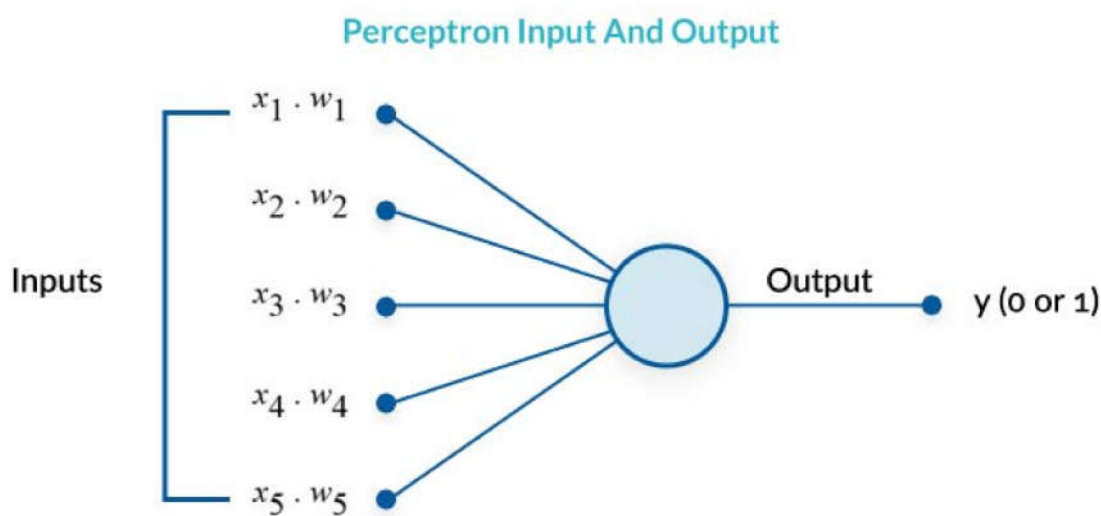 Perceptron Input And Output
x1 . w1
x2 . w2
Inputs
x3 . w3
Output
y (0 or 1)
x4 . w4
x5 . w5